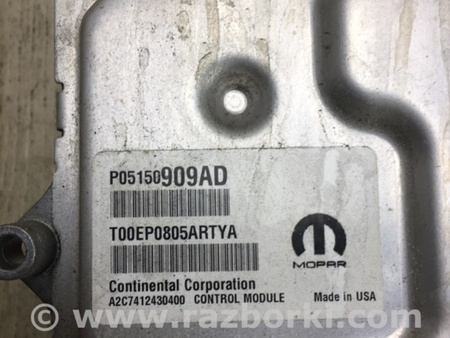 P05150909AD
T00EP0805ARTYA
MOPAR
Continental Corporation
A2C7412430400 CONTROL MODULE Made in USA
© www.razborki.com